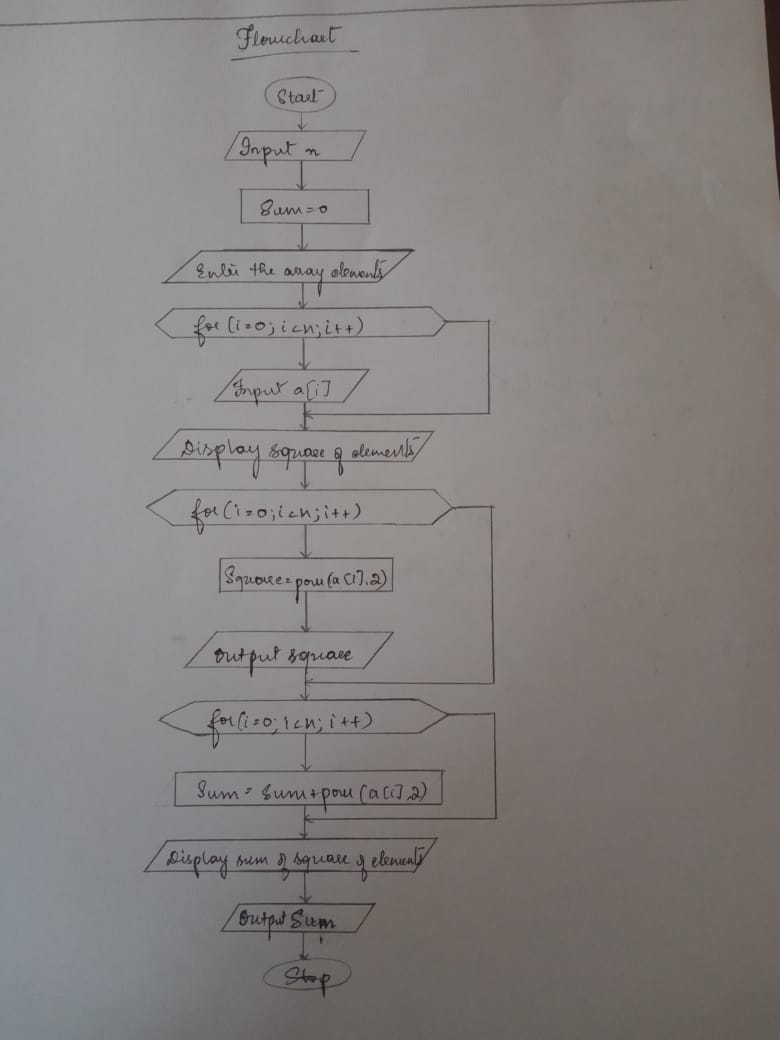 Flowchart
Start
Input n
Sum=0
Enter the array elements
for (i=0; i<n; i++)
Input a[i]
Display square of elements
for (i=0; i<n; i++)
Square=pow(a[i],2)
Output square
for (i=0; i<n; i++)
Sum = sum+pow (a[i],2)
Display sum of square of elements
Output Sum
Stop